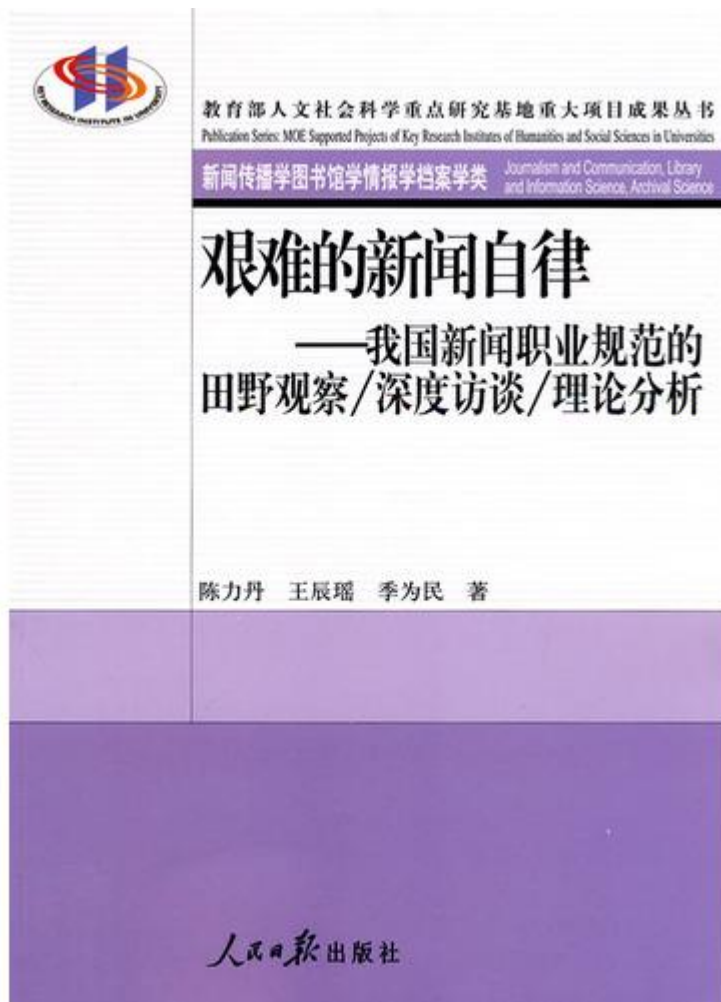 KEY RESEARCH INSTITUTE IN UNIVERSITY
教育部人文社会科学重点研究基地重大项目成果丛书
Publication Series: MOE Supported Projects of Key Research Institutes of Humanities and Social Sciences in Universities
新闻传播学图书馆学情报学档案学类
Journalism and Communication, Library
and Information Science, Archival Science
艰难的新闻自律
——我国新闻职业规范的
田野观察/深度访谈/理论分析
陈力丹 王辰瑶 季为民 著
人民日报出版社